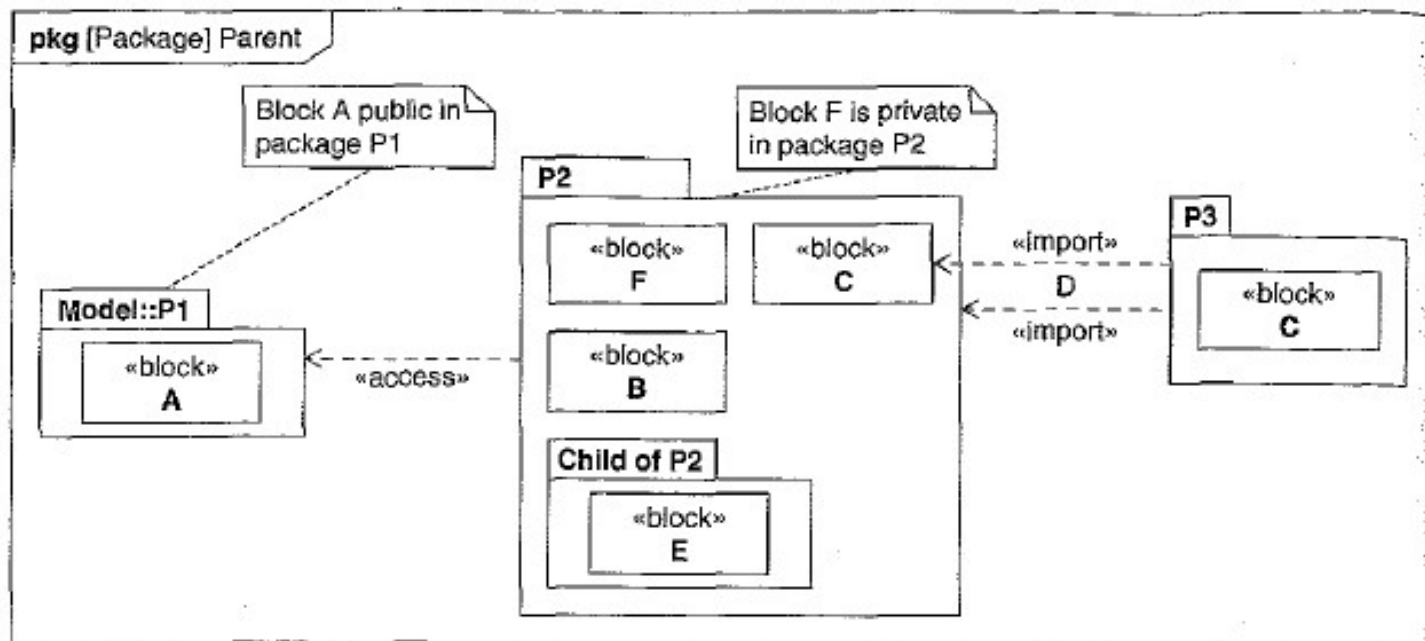 pkg [Package] Parent
Block A public in
package P1
Block F is private
in package P2
P2
«block»
F
«block»
C
«import»
D
«import»
P3
«block»
C
Model::P1
«block»
A
«access»
«block»
B
Child of P2
«block»
E